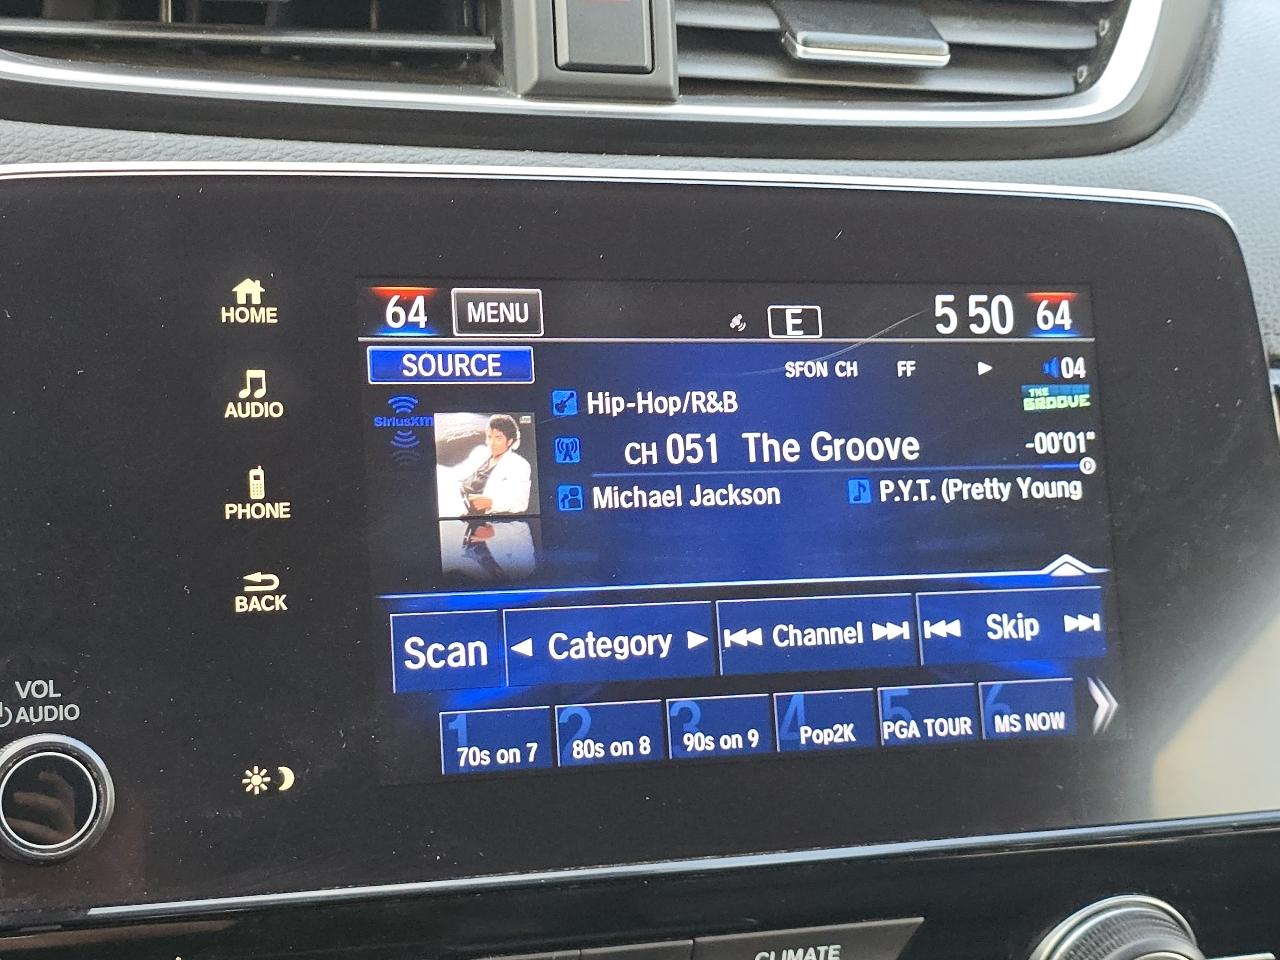 64 MENU E 5 50 64
SOURCE SFON CH FF 04
SiriusXM Hip-Hop/R&B THE GROOVE
CH 051 The Groove -00'01"
Michael Jackson P.Y.T. (Pretty Young
Scan Category Channel Skip
1 70s on 7
2 80s on 8
3 90s on 9
4 Pop2K
5 PGA TOUR
6 MS NOW
HOME
AUDIO
PHONE
BACK
VOL
AUDIO
CLIMATE